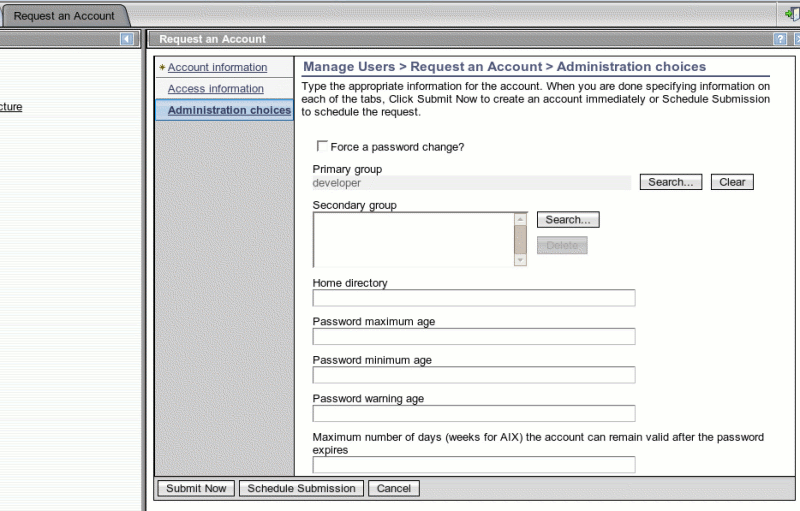 Request an Account
Request an Account
?
cture
Account information
Access information
Administration choices
Manage Users > Request an Account > Administration choices
Type the appropriate information for the account. When you are done specifying information on
each of the tabs, Click Submit Now to create an account immediately or Schedule Submission
to schedule the request.
Force a password change?
Primary group
developer
Search...
Clear
Secondary group
Search...
Delete
Home directory
Password maximum age
Password minimum age
Password warning age
Maximum number of days (weeks for AIX) the account can remain valid after the password
expires
Submit Now
Schedule Submission
Cancel